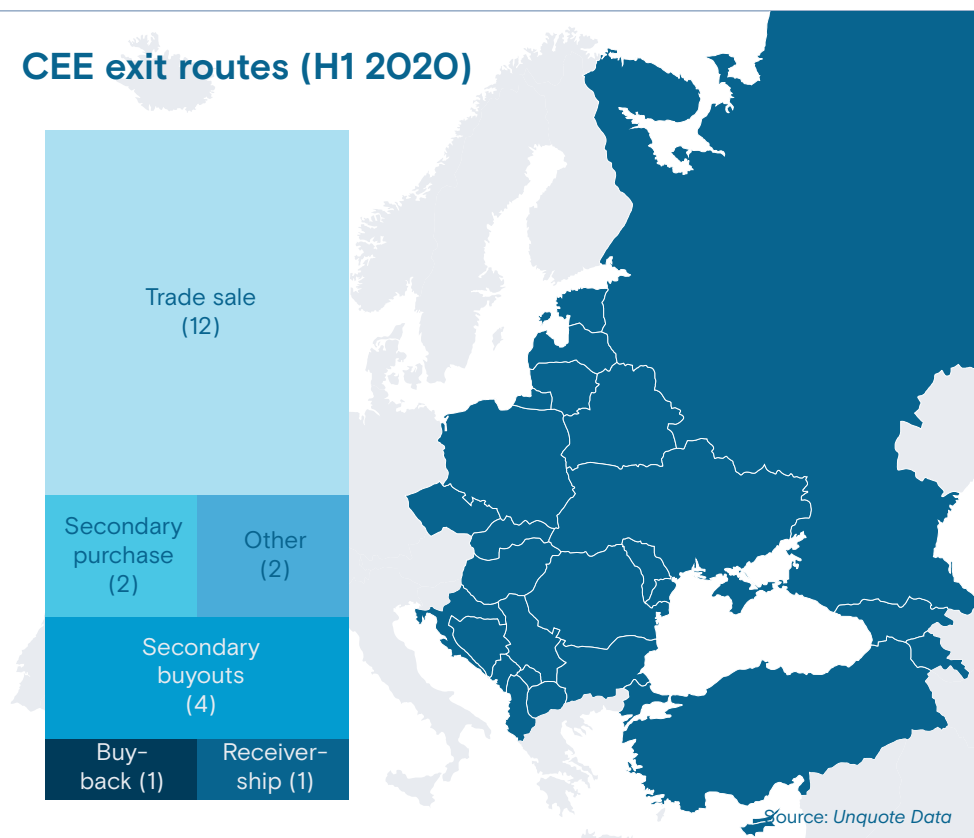 CEE exit routes (H1 2020)
Trade sale
(12)
Secondary
purchase
(2)
Other
(2)
Secondary
buyouts
(4)
Buy-
back (1)
Receiver-
ship (1)
Source: Unquote Data